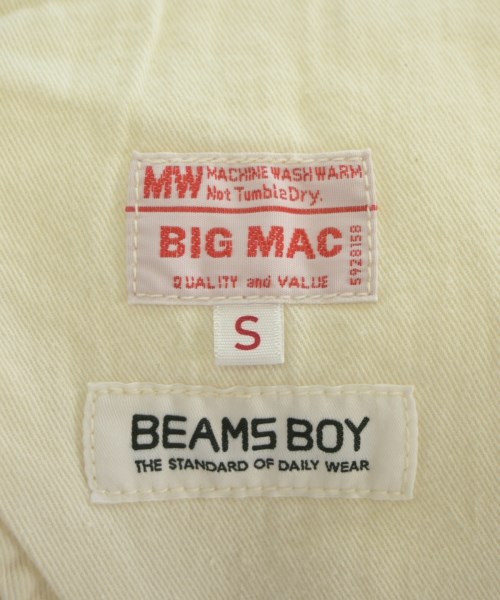 MW MACHINE WASH WARM
Not Tumble Dry.
BIG MAC
QUALITY and VALUE
5928158
S
BEAMS BOY
THE STANDARD OF DAILY WEAR